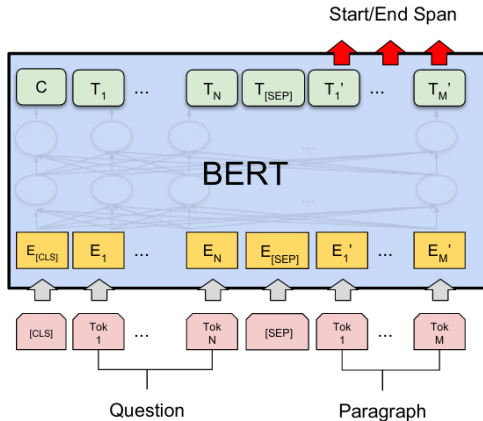 Start/End Span
C T1 ... TN T[SEP] T1' ... TM'
...
BERT
...
E[CLS] E1 ... EN E[SEP] E1' ... EM'
[CLS] Tok 1 ... Tok N [SEP] Tok 1 ... Tok M
Question Paragraph